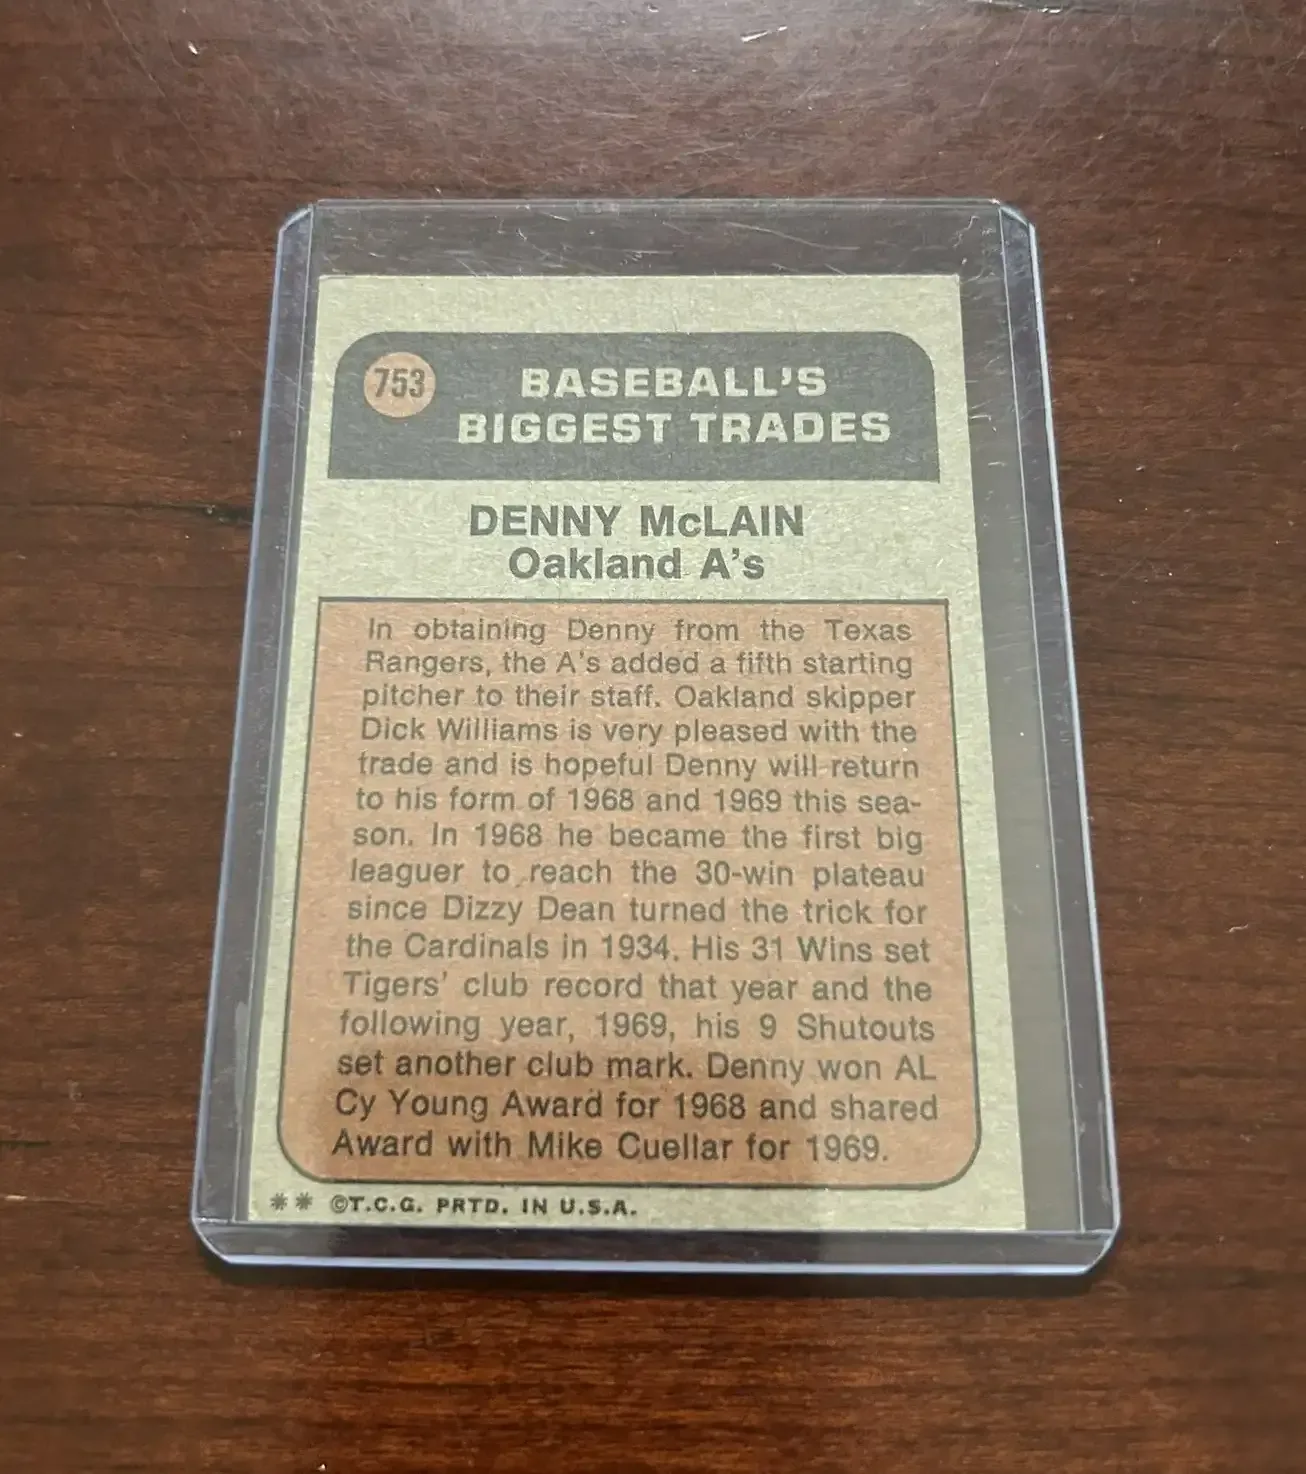 753
BASEBALL'S
BIGGEST TRADES
DENNY McLAIN
Oakland A's
In obtaining Denny from the Texas
Rangers, the A's added a fifth starting
pitcher to their staff. Oakland skipper
Dick Williams is very pleased with the
trade and is hopeful Denny will return
to his form of 1968 and 1969 this sea-
son. In 1968 he became the first big
leaguer to reach the 30-win plateau
since Dizzy Dean turned the trick for
the Cardinals in 1934. His 31 Wins set
Tigers' club record that year and the
following year, 1969, his 9 Shutouts
set another club mark. Denny won AL
Cy Young Award for 1968 and shared
Award with Mike Cuellar for 1969.
** ©T.C.G. PRTD. IN U.S.A.